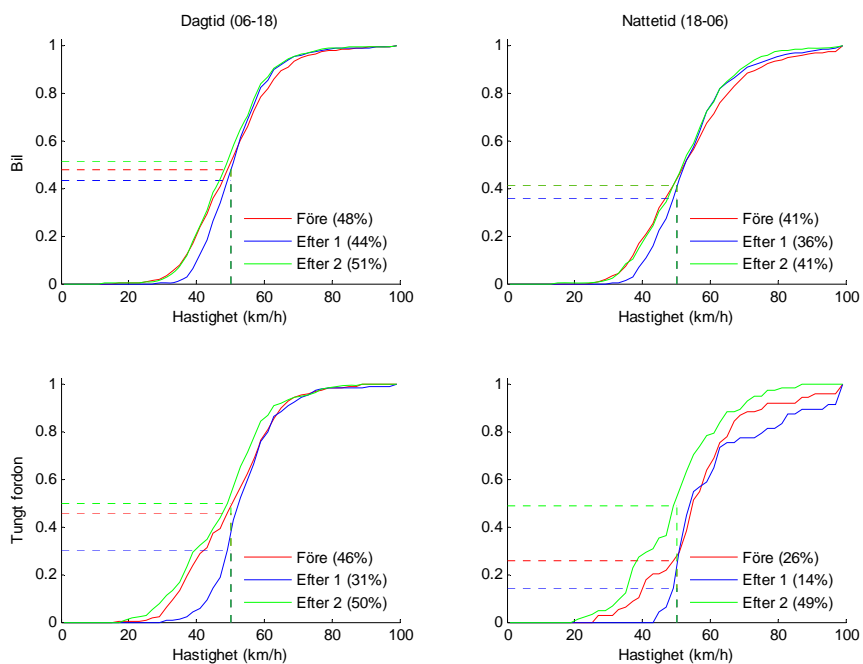 Dagtid (06-18)
1
0.8
0.6
0.4
0.2
0
Bil
Före (48%)
Efter 1 (44%)
Efter 2 (51%)
0 20 40 60 80 100
Hastighet (km/h)
Nattetid (18-06)
1
0.8
0.6
0.4
0.2
0
Före (41%)
Efter 1 (36%)
Efter 2 (41%)
0 20 40 60 80 100
Hastighet (km/h)
1
0.8
0.6
0.4
0.2
0
Tungt fordon
Före (46%)
Efter 1 (31%)
Efter 2 (50%)
0 20 40 60 80 100
Hastighet (km/h)
1
0.8
0.6
0.4
0.2
0
Före (26%)
Efter 1 (14%)
Efter 2 (49%)
0 20 40 60 80 100
Hastighet (km/h)